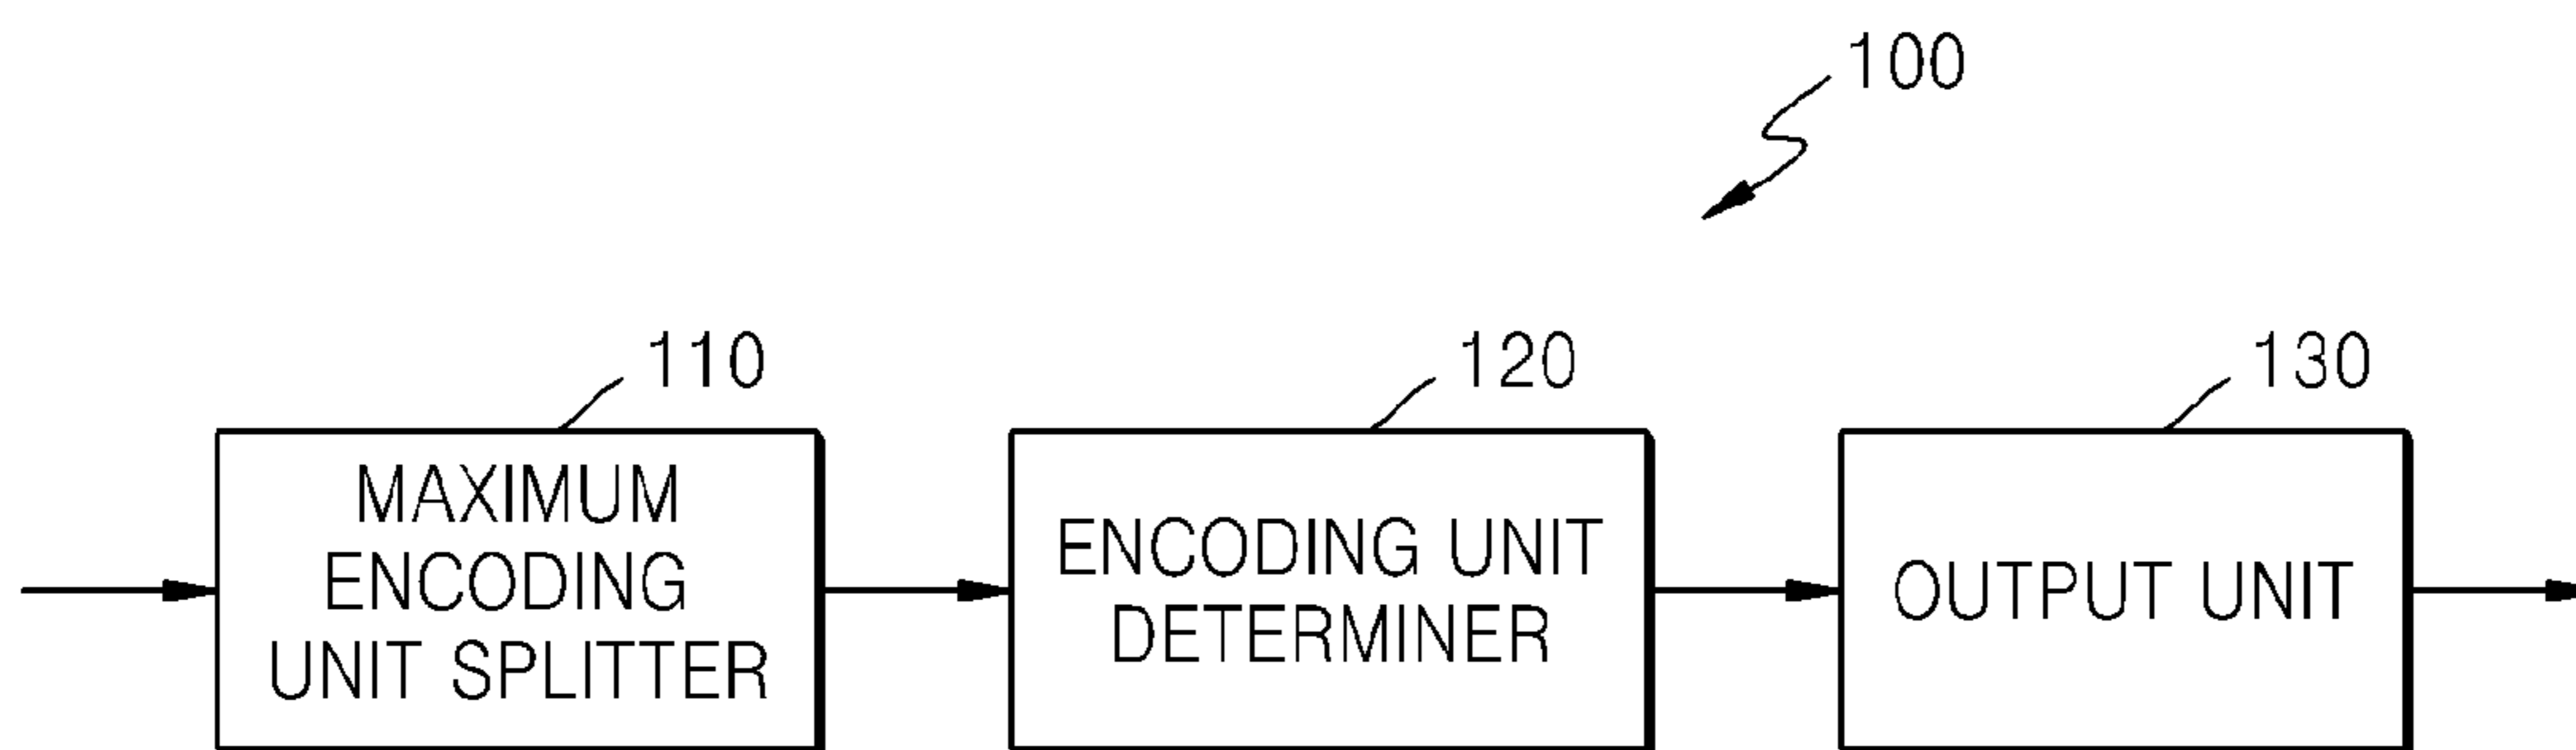 100
110
120
130
MAXIMUM
ENCODING
UNIT SPLITTER
ENCODING UNIT
DETERMINER
OUTPUT UNIT